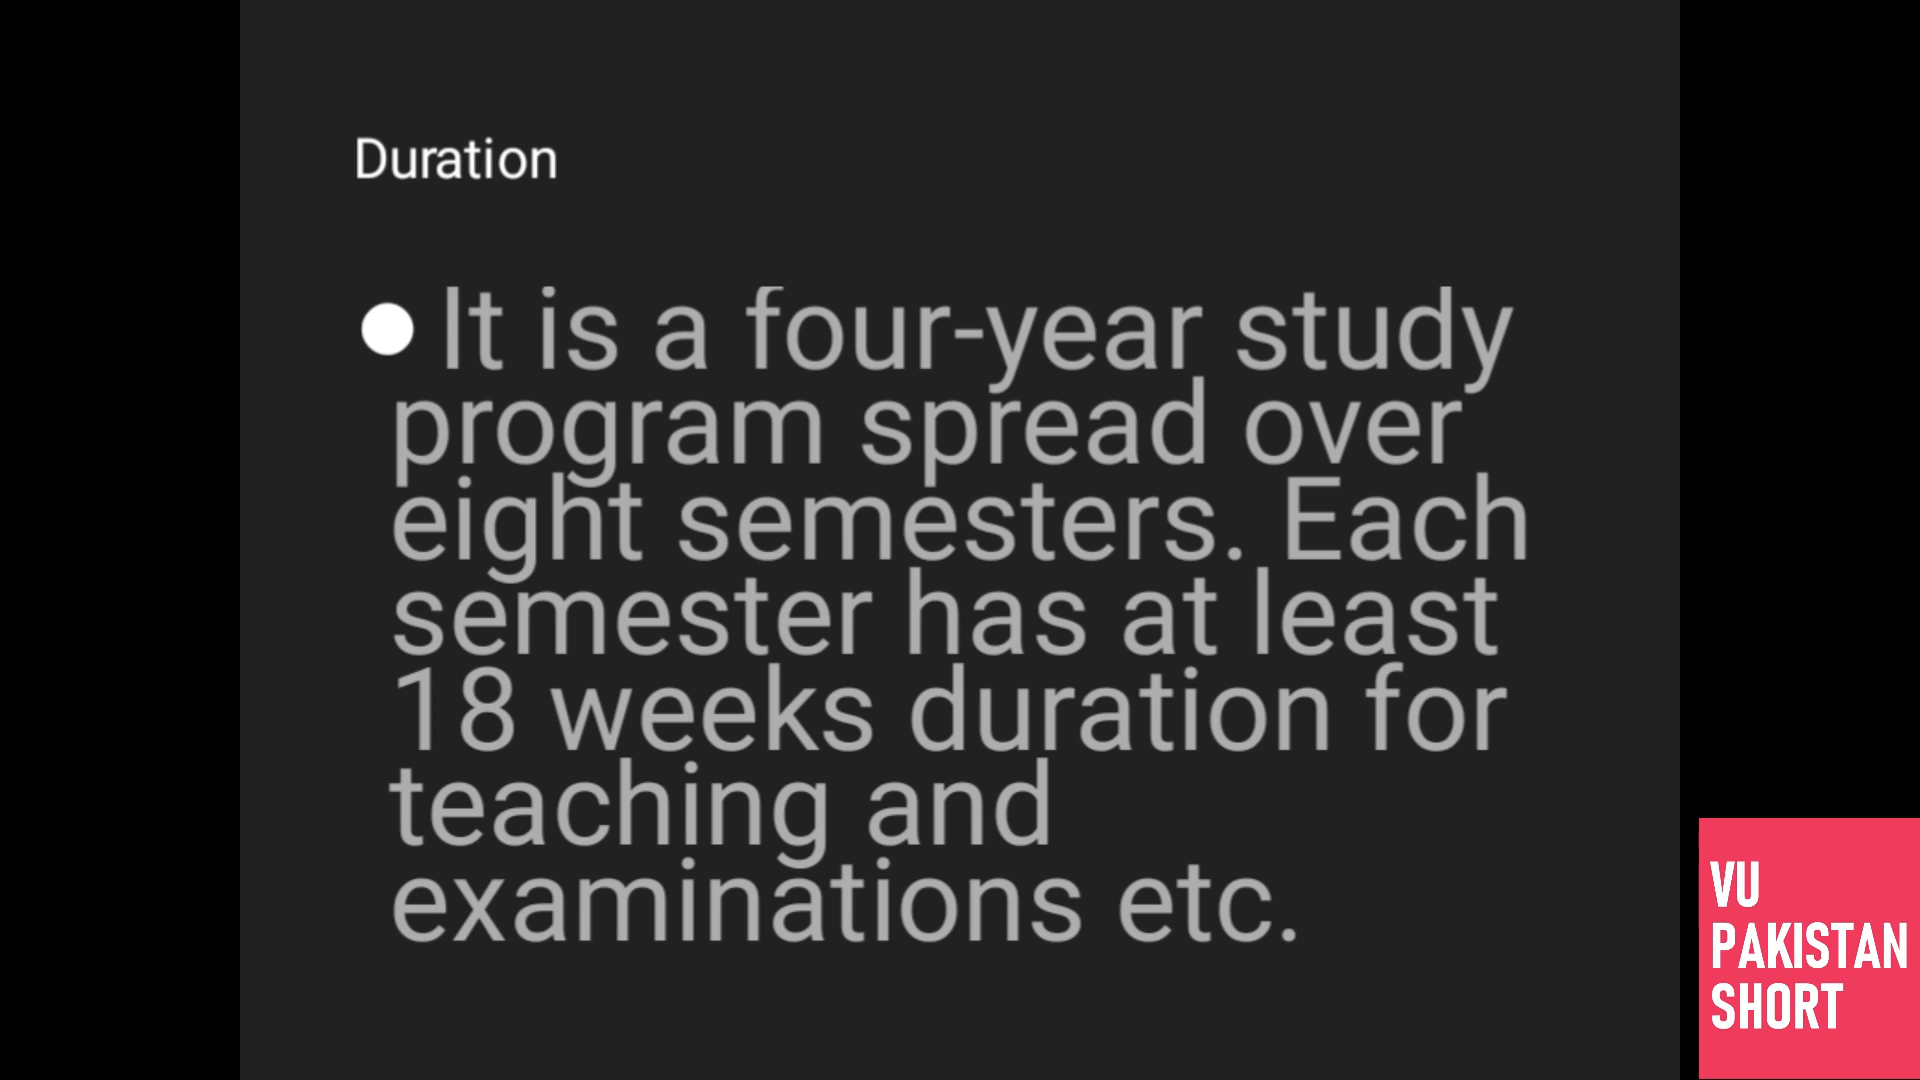 Duration
● It is a four-year study
program spread over
eight semesters. Each
semester has at least
18 weeks duration for
teaching and
examinations etc.
VU
PAKISTAN
SHORT